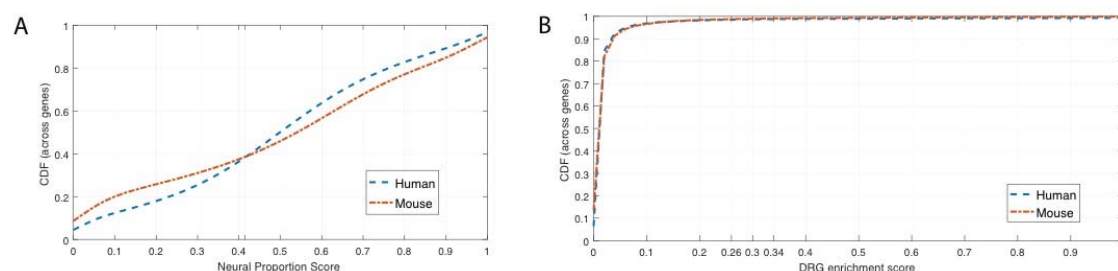 A
CDF (across genes)
1
0.8
0.6
0.4
0.2
0
0 0.1 0.2 0.3 0.4 0.5 0.6 0.7 0.8 0.9 1
Neural Proportion Score
Human
Mouse
B
CDF (across genes)
1
0.9
0.8
0.7
0.6
0.5
0.4
0.3
0.2
0.1
0
0 0.1 0.2 0.26 0.3 0.34 0.4 0.5 0.6 0.7 0.8 0.9
DRG enrichment score
Human
Mouse